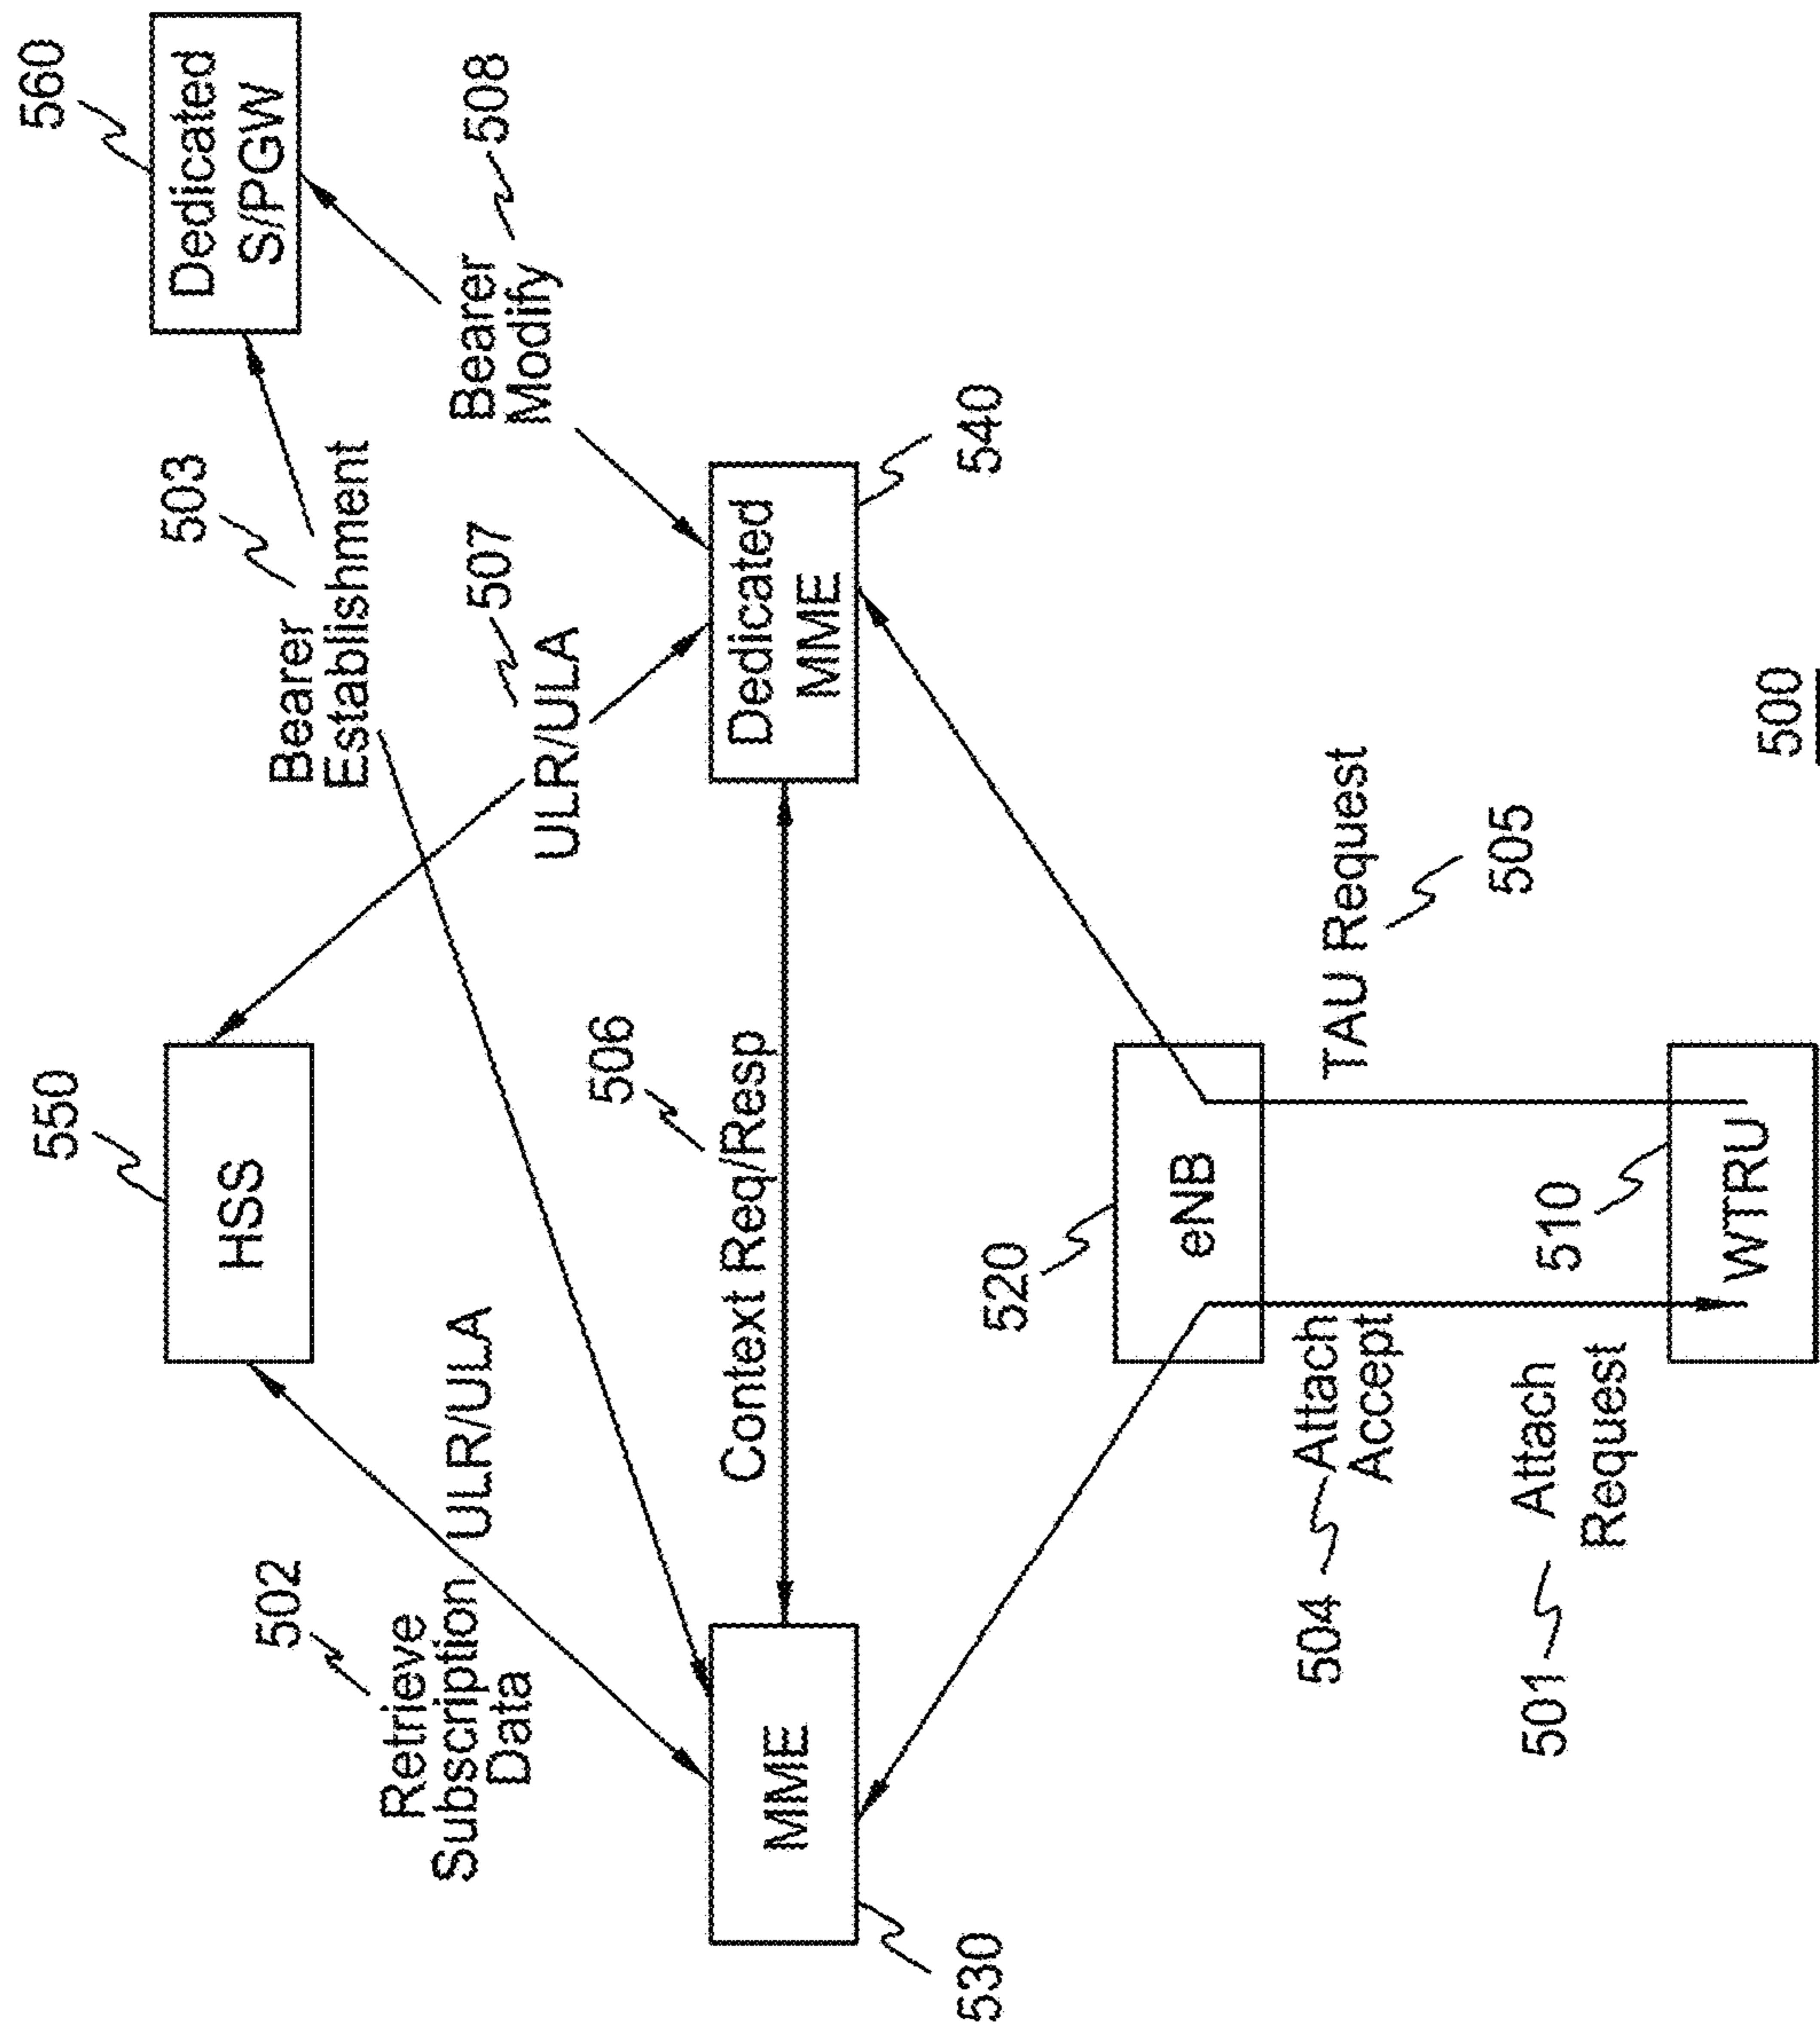 560
Dedicated
S/PGW
503
Bearer
Establishment
508
Bearer
Modify
507
ULR/ULA
550
HSS
502
Retrieve
Subscription ULR/ULA
Data
506
Context Req/Resp
Dedicated
MME
540
MME
530
520
eNB
504 Attach
Accept
TAU Request
505
501 Attach
Request
510
WTRU
500